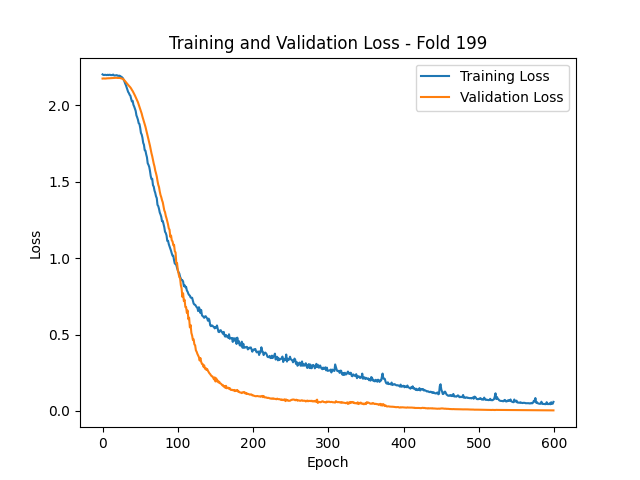 Training and Validation Loss - Fold 199
Training Loss
Validation Loss
2.0
1.5
1.0
0.5
0.0
Loss
0 100 200 300 400 500 600
Epoch